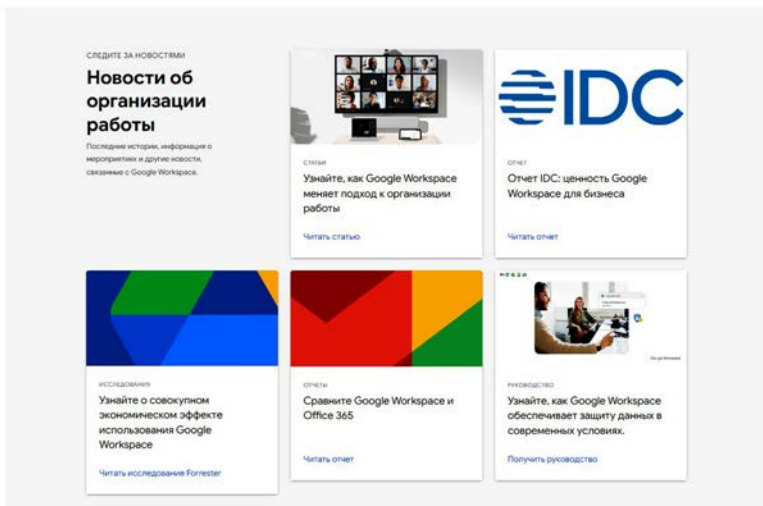 СЛЕДИТЕ ЗА НОВОСТЯМИ
Новости об
организации
работы
Последние истории, информация о
мероприятиях и другие новости,
связанные с Google Workspace.
СТАТЬИ
Узнайте, как Google Workspace
меняет подход к организации
работы
Читать статью
IDC
ОТЧЕТ
Отчет IDC: ценность Google
Workspace для бизнеса
Читать отчет
ИССЛЕДОВАНИЯ
Узнайте о совокупном
экономическом эффекте
использования Google
Workspace
Читать исследование Forrester
ОТЧЕТЫ
Сравните Google Workspace и
Office 365
Читать отчет
Google Workspace
РУКОВОДСТВО
Узнайте, как Google Workspace
обеспечивает защиту данных в
современных условиях.
Получить руководство